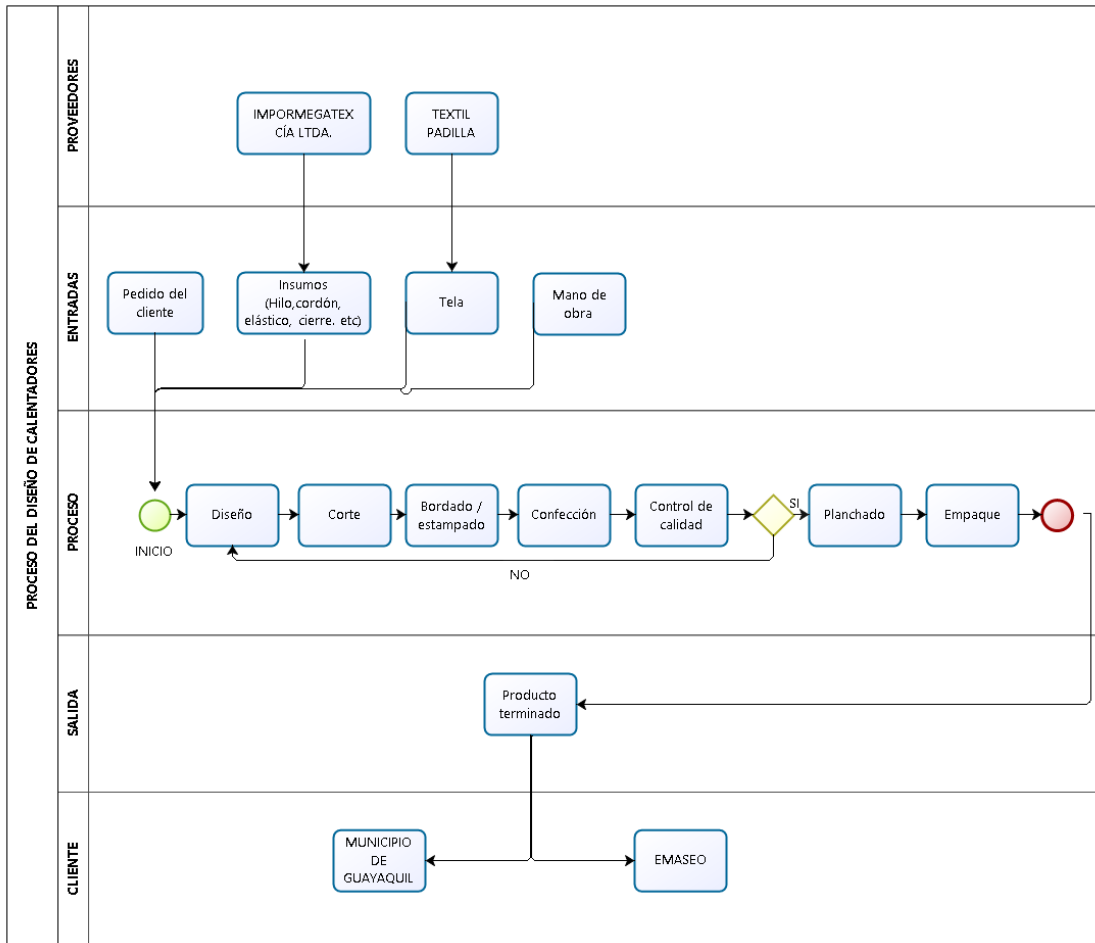 PROCESO DEL DISEÑO DE CALENTADORES
PROVEEDORES
IMPORMEGATEX
CÍA LTDA.
TEXTIL
PADILLA
ENTRADAS
Pedido del
cliente
Insumos
(Hilo,cordón,
elástico, cierre. etc)
Tela
Mano de
obra
PROCESO
INICIO
Diseño
Corte
Bordado /
estampado
Confección
Control de
calidad
SI
NO
Planchado
Empaque
SALIDA
Producto
terminado
CLIENTE
MUNICIPIO
DE
GUAYAQUIL
EMASEO